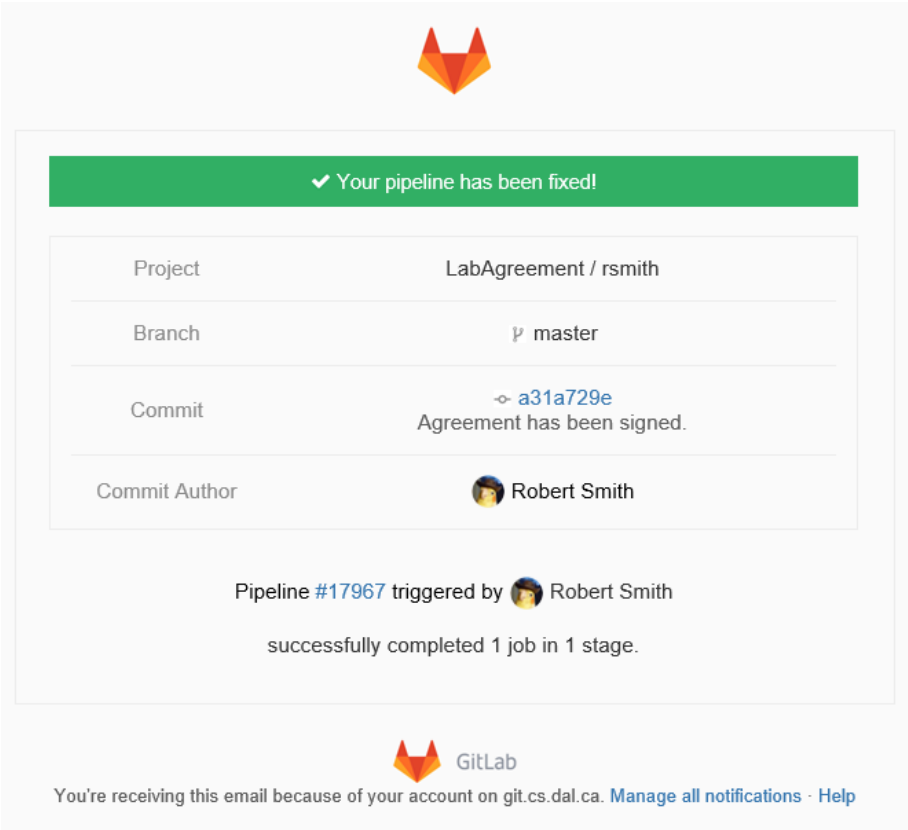 ✔ Your pipeline has been fixed!
Project LabAgreement / rsmith
Branch master
Commit a31a729e
Agreement has been signed.
Commit Author Robert Smith
Pipeline #17967 triggered by Robert Smith
successfully completed 1 job in 1 stage.
GitLab
You're receiving this email because of your account on git.cs.dal.ca. Manage all notifications · Help